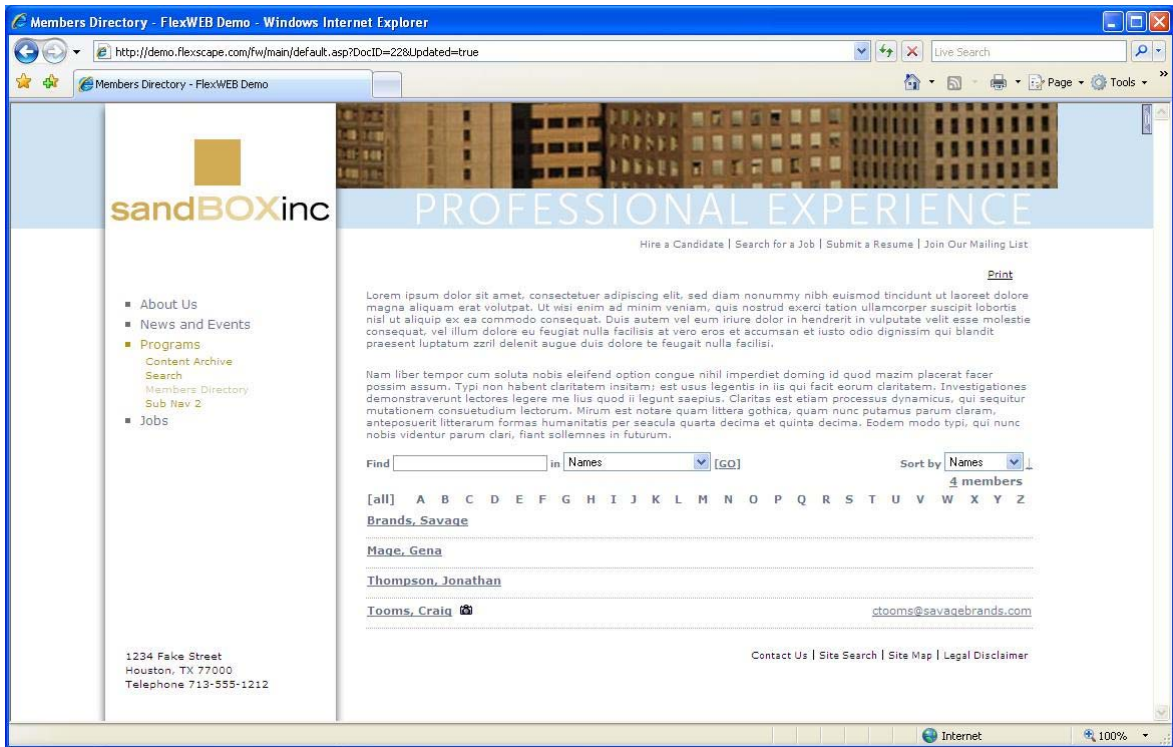 Members Directory - FlexWEB Demo - Windows Internet Explorer
http://demo.flexscape.com/fw/main/default.asp?DocID=22&Updated=true
Live Search
Members Directory - FlexWEB Demo
Page
Tools
sandBOXinc
PROFESSIONAL EXPERIENCE
Hire a Candidate | Search for a Job | Submit a Resume | Join Our Mailing List
Print
About Us
News and Events
Programs
Content Archive
Search
Members Directory
Sub Nav 2
Jobs
Lorem ipsum dolor sit amet, consectetuer adipiscing elit, sed diam nonummy nibh euismod tincidunt ut laoreet dolore
magna aliquam erat volutpat. Ut wisi enim ad minim veniam, quis nostrud exerci tation ullamcorper suscipit lobortis
nisl ut aliquip ex ea commodo consequat. Duis autem vel eum iriure dolor in hendrerit in vulputate velit esse molestie
consequat, vel illum dolore eu feugiat nulla facilisis at vero eros et accumsan et iusto odio dignissim qui blandit
praesent luptatum zzril delenit augue duis dolore te feugait nulla facilisi.
Nam liber tempor cum soluta nobis eleifend option congue nihil imperdiet doming id quod mazim placerat facer
possim assum. Typi non habent claritatem insitam; est usus legentis in iis qui facit eorum claritatem. Investigationes
demonstraverunt lectores legere me lius quod ii legunt saepius. Claritas est etiam processus dynamicus, qui sequitur
mutationem consuetudium lectorum. Mirum est notare quam littera gothica, quam nunc putamus parum claram,
anteposuerit litterarum formas humanitatis per seacula quarta decima et quinta decima. Eodem modo typi, qui nunc
nobis videntur parum clari, fiant sollemnes in futurum.
Find in Names [GO] Sort by Names
4 members
[all] A B C D E F G H I J K L M N O P Q R S T U V W X Y Z
Brands, Savage
Mage, Gena
Thompson, Jonathan
Tooms, Craig ctooms@savagebrands.com
1234 Fake Street
Houston, TX 77000
Telephone 713-555-1212
Contact Us | Site Search | Site Map | Legal Disclaimer
Internet
100%